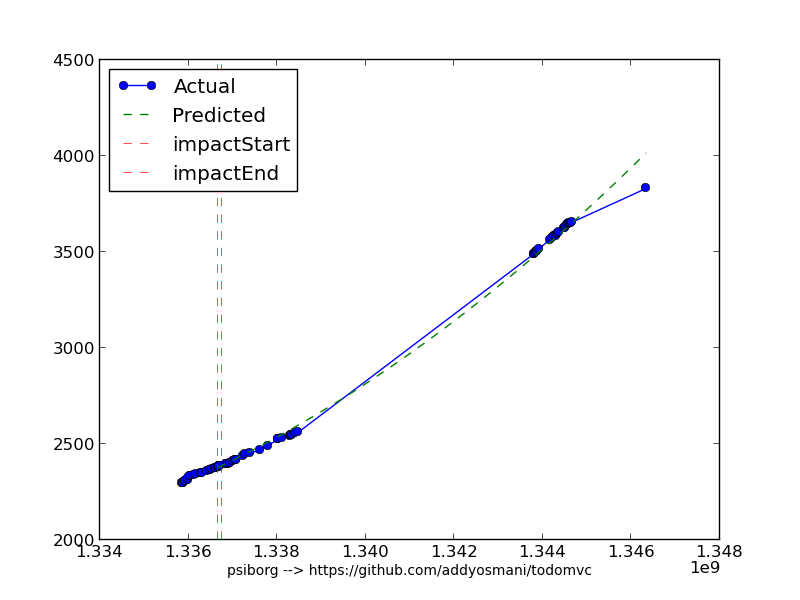 4500
4000
3500
3000
2500
2000
Actual
Predicted
impactStart
impactEnd
1.334 1.336 1.338 1.340 1.342 1.344 1.346 1.348
1e9
psiborg --> https://github.com/addyosmani/todomvc